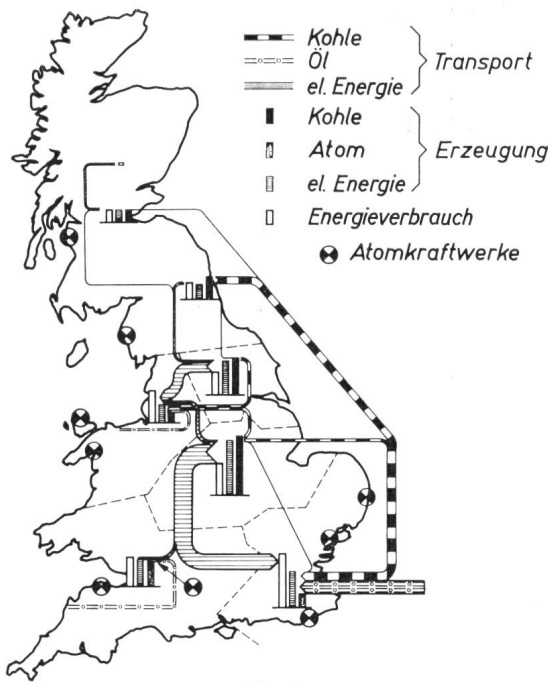 Kohle
Öl
el. Energie
Transport
Kohle
Atom
el. Energie
Erzeugung
Energieverbrauch
Atomkraftwerke